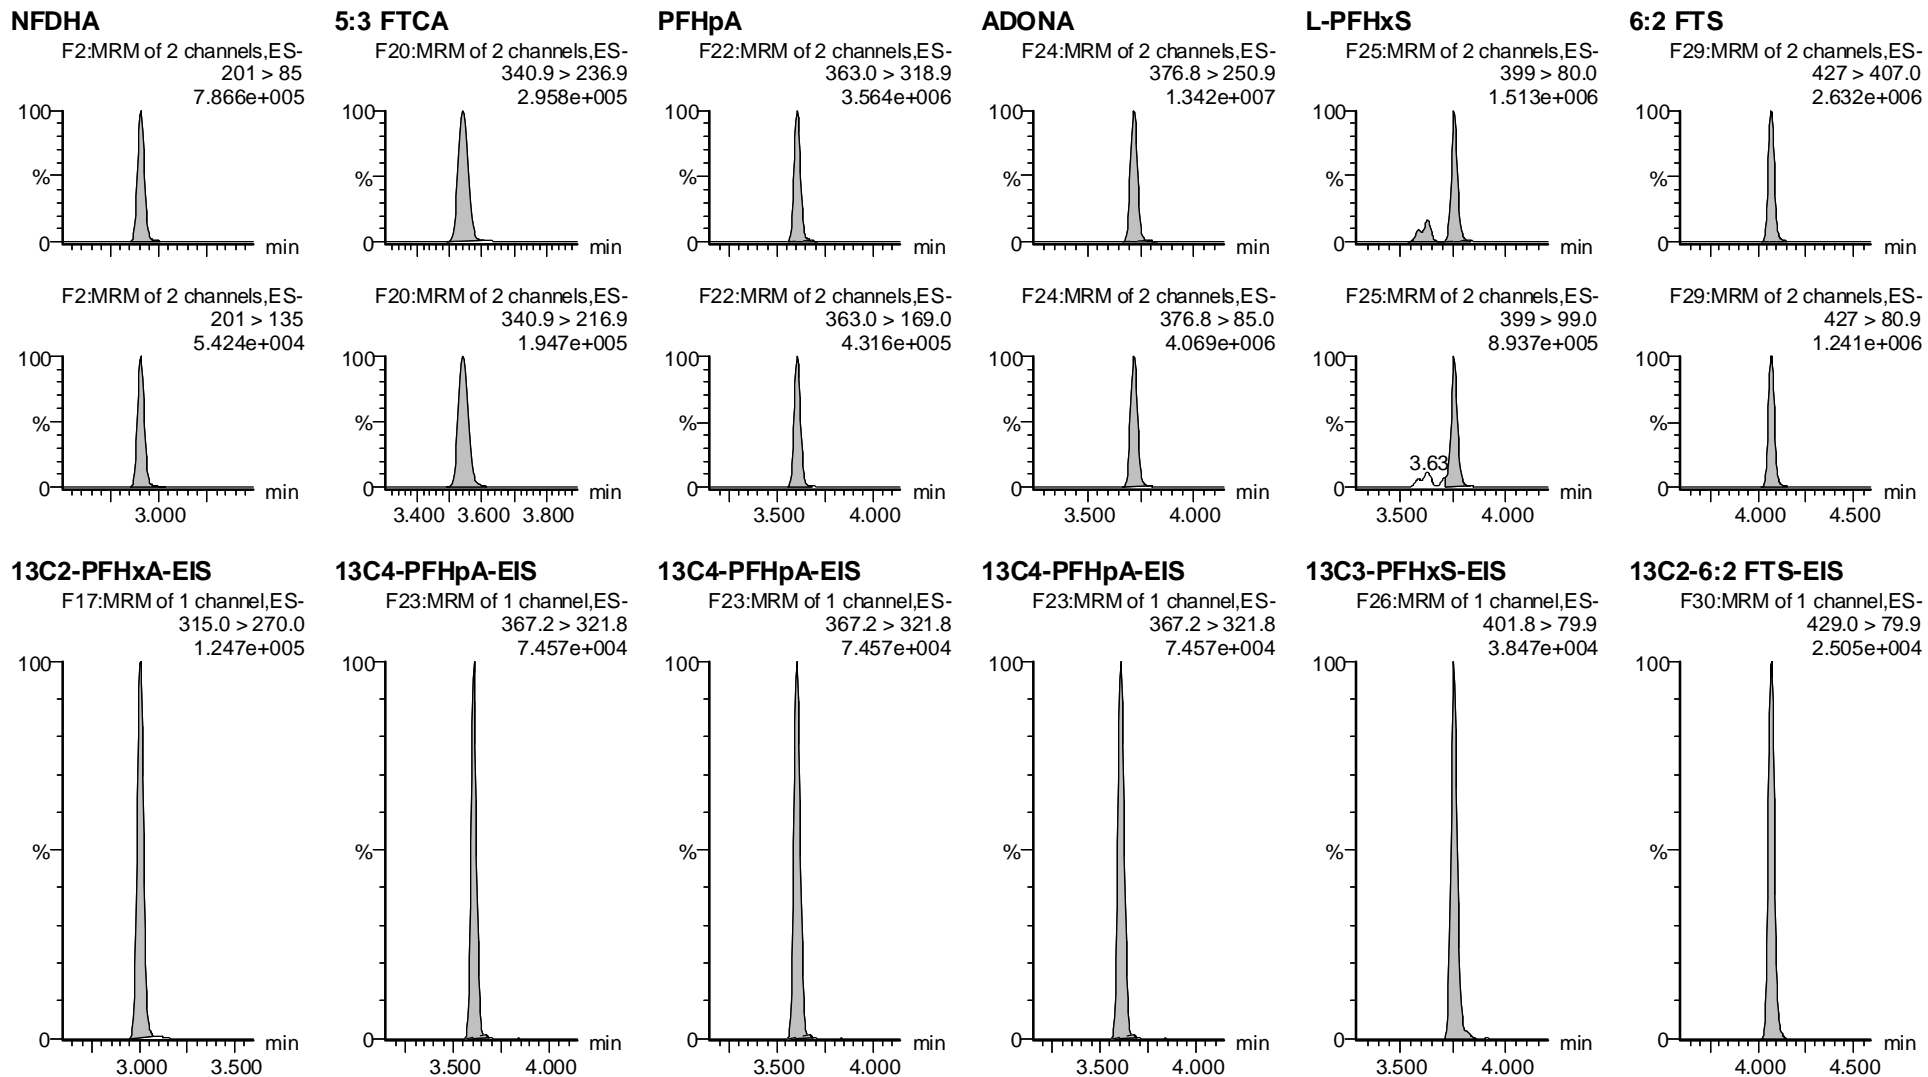 NFDHA
F2:MRM of 2 channels,ES-
201 > 85
7.866e+005
100
%
0
min
F2:MRM of 2 channels,ES-
201 > 135
5.424e+004
100
%
0
min
3.000
5:3 FTCA
F20:MRM of 2 channels,ES-
340.9 > 236.9
2.958e+005
100
%
0
min
F20:MRM of 2 channels,ES-
340.9 > 216.9
1.947e+005
100
%
0
min
3.400 3.600 3.800
PFHpA
F22:MRM of 2 channels,ES-
363.0 > 318.9
3.564e+006
100
%
0
min
F22:MRM of 2 channels,ES-
363.0 > 169.0
4.316e+005
100
%
0
min
3.500 4.000
ADONA
F24:MRM of 2 channels,ES-
376.8 > 250.9
1.342e+007
100
%
0
min
F24:MRM of 2 channels,ES-
376.8 > 85.0
4.069e+006
100
%
0
min
3.500 4.000
L-PFHxS
F25:MRM of 2 channels,ES-
399 > 80.0
1.513e+006
100
%
0
min
F25:MRM of 2 channels,ES-
399 > 99.0
8.937e+005
100
%
3.63
0
min
3.500 4.000
6:2 FTS
F29:MRM of 2 channels,ES-
427 > 407.0
2.632e+006
100
%
0
min
F29:MRM of 2 channels,ES-
427 > 80.9
1.241e+006
100
%
0
min
4.000 4.500
13C2-PFHxA-EIS
F17:MRM of 1 channel,ES-
315.0 > 270.0
1.247e+005
100
%
0
min
3.000 3.500
13C4-PFHpA-EIS
F23:MRM of 1 channel,ES-
367.2 > 321.8
7.457e+004
100
%
0
min
3.500 4.000
13C4-PFHpA-EIS
F23:MRM of 1 channel,ES-
367.2 > 321.8
7.457e+004
100
%
0
min
3.500 4.000
13C4-PFHpA-EIS
F23:MRM of 1 channel,ES-
367.2 > 321.8
7.457e+004
100
%
0
min
3.500 4.000
13C3-PFHxS-EIS
F26:MRM of 1 channel,ES-
401.8 > 79.9
3.847e+004
100
%
0
min
3.500 4.000
13C2-6:2 FTS-EIS
F30:MRM of 1 channel,ES-
429.0 > 79.9
2.505e+004
100
%
0
min
4.000 4.500